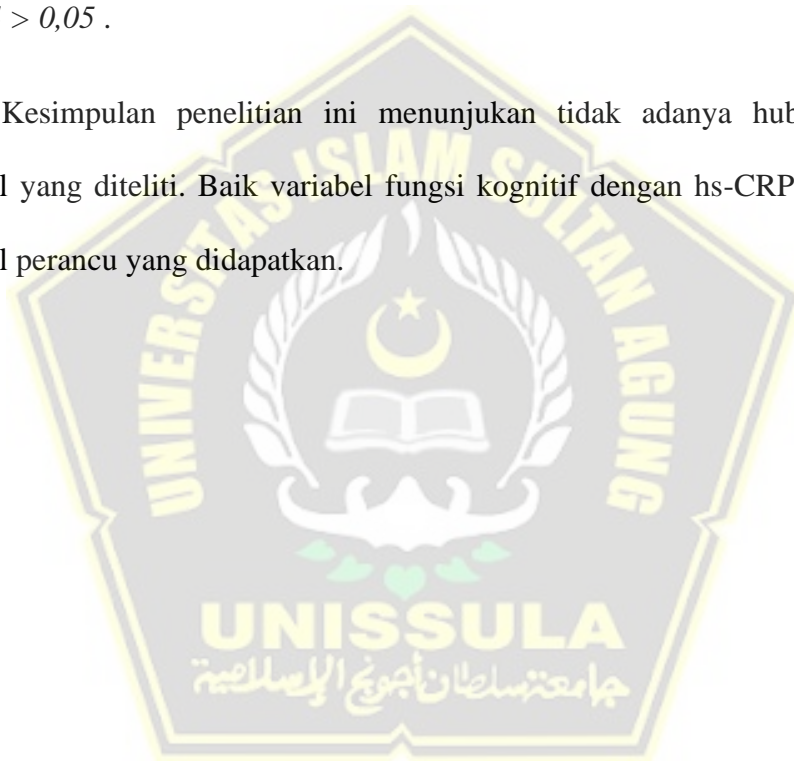 > 0,05 .
Kesimpulan penelitian ini menunjukan tidak adanya hub
l yang diteliti. Baik variabel fungsi kognitif dengan hs-CRP
l perancu yang didapatkan.
UNIVERSITAS ISLAM SULTAN AGUNG
UNISSULA
جامعة سلطان أجونج الإسلامية